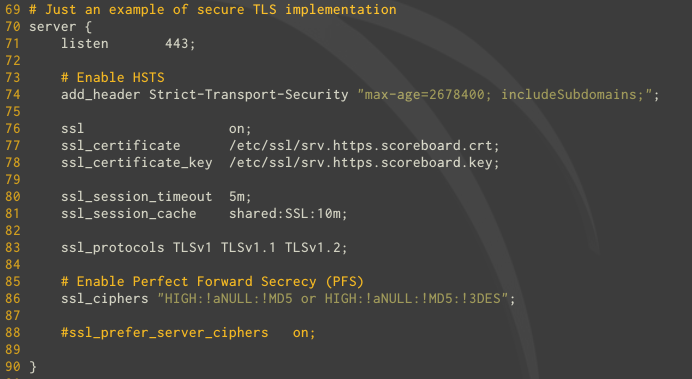 69 # Just an example of secure TLS implementation
70 server {
71     listen       443;
72
73     # Enable HSTS
74     add_header Strict-Transport-Security "max-age=2678400; includeSubdomains;";
75
76     ssl                  on;
77     ssl_certificate      /etc/ssl/srv.https.scoreboard.crt;
78     ssl_certificate_key  /etc/ssl/srv.https.scoreboard.key;
79
80     ssl_session_timeout  5m;
81     ssl_session_cache    shared:SSL:10m;
82
83     ssl_protocols TLSv1 TLSv1.1 TLSv1.2;
84
85     # Enable Perfect Forward Secrecy (PFS)
86     ssl_ciphers "HIGH:!aNULL:!MD5 or HIGH:!aNULL:!MD5:!3DES";
87
88     #ssl_prefer_server_ciphers   on;
89
90 }